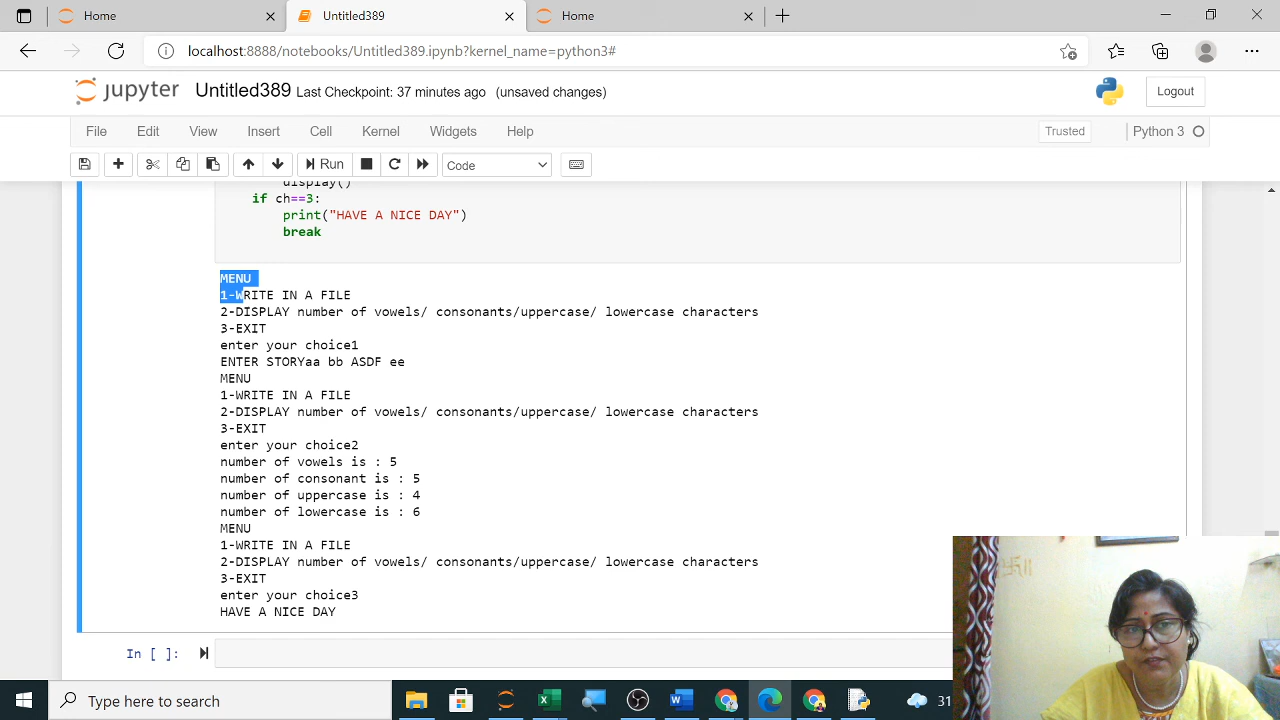 Home
Untitled389
Home
localhost:8888/notebooks/Untitled389.ipynb?kernel_name=python3#
jupyter Untitled389 Last Checkpoint: 37 minutes ago (unsaved changes)
Logout
File Edit View Insert Cell Kernel Widgets Help
Trusted
Python 3
Run
Code
display()
if ch==3:
print("HAVE A NICE DAY")
break
MENU
1-WRITE IN A FILE
2-DISPLAY number of vowels/ consonants/uppercase/ lowercase characters
3-EXIT
enter your choice1
ENTER STORYaa bb ASDF ee
MENU
1-WRITE IN A FILE
2-DISPLAY number of vowels/ consonants/uppercase/ lowercase characters
3-EXIT
enter your choice2
number of vowels is : 5
number of consonant is : 5
number of uppercase is : 4
number of lowercase is : 6
MENU
1-WRITE IN A FILE
2-DISPLAY number of vowels/ consonants/uppercase/ lowercase characters
3-EXIT
enter your choice3
HAVE A NICE DAY
In [ ]:
Type here to search
31